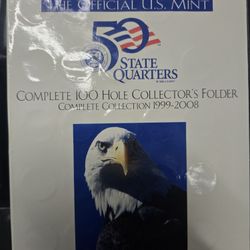 THE OFFICIAL U.S. MINT
50
STATE
QUARTERS
COMPLETE 100 HOLE COLLECTOR'S FOLDER
COMPLETE COLLECTION 1999-2008